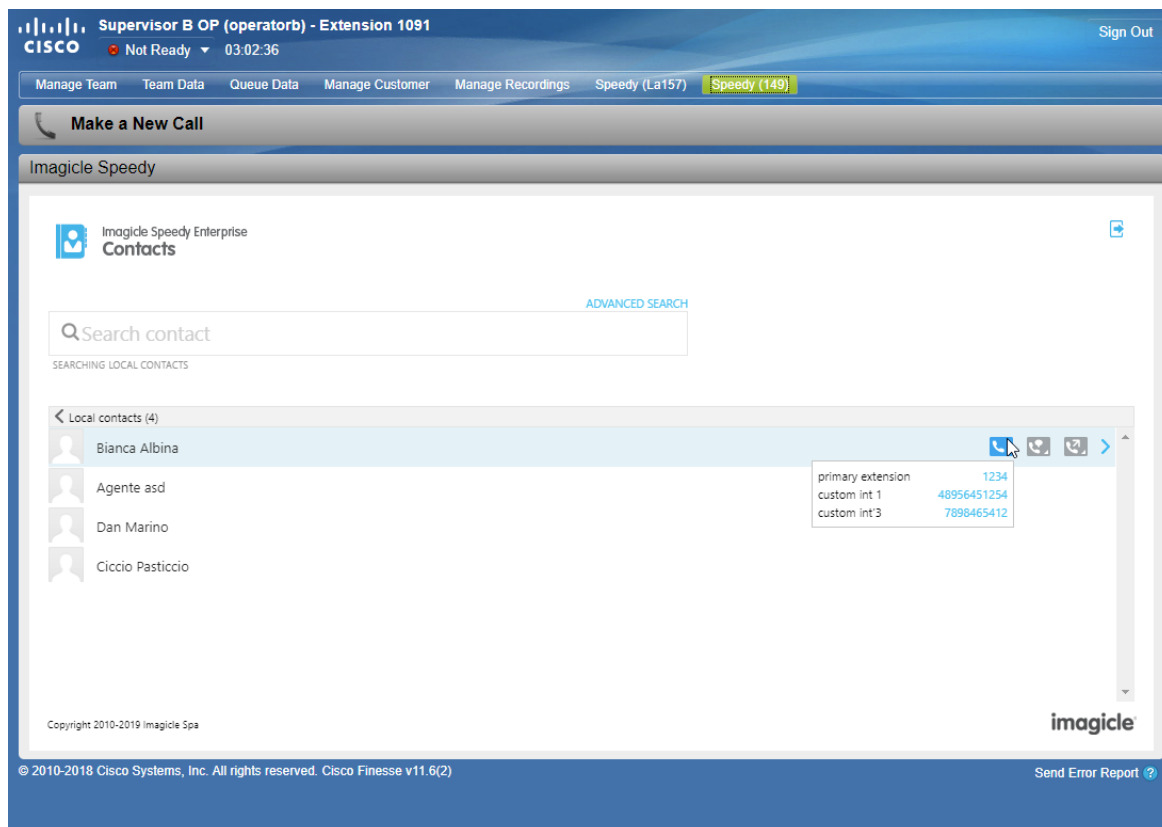 Supervisor B OP (operatorb) - Extension 1091
Sign Out
CISCO
Not Ready 03:02:36
Manage Team Team Data Queue Data Manage Customer Manage Recordings Speedy (La157) Speedy (149)
Make a New Call
Imagicle Speedy
Imagicle Speedy Enterprise
Contacts
ADVANCED SEARCH
Search contact
SEARCHING LOCAL CONTACTS
Local contacts (4)
Bianca Albina
primary extension 1234
custom int 1 48956451254
custom int'3 7898465412
Agente asd
Dan Marino
Ciccio Pasticcio
Copyright 2010-2019 Imagicle Spa
imagicle
© 2010-2018 Cisco Systems, Inc. All rights reserved. Cisco Finesse v11.6(2)
Send Error Report ?